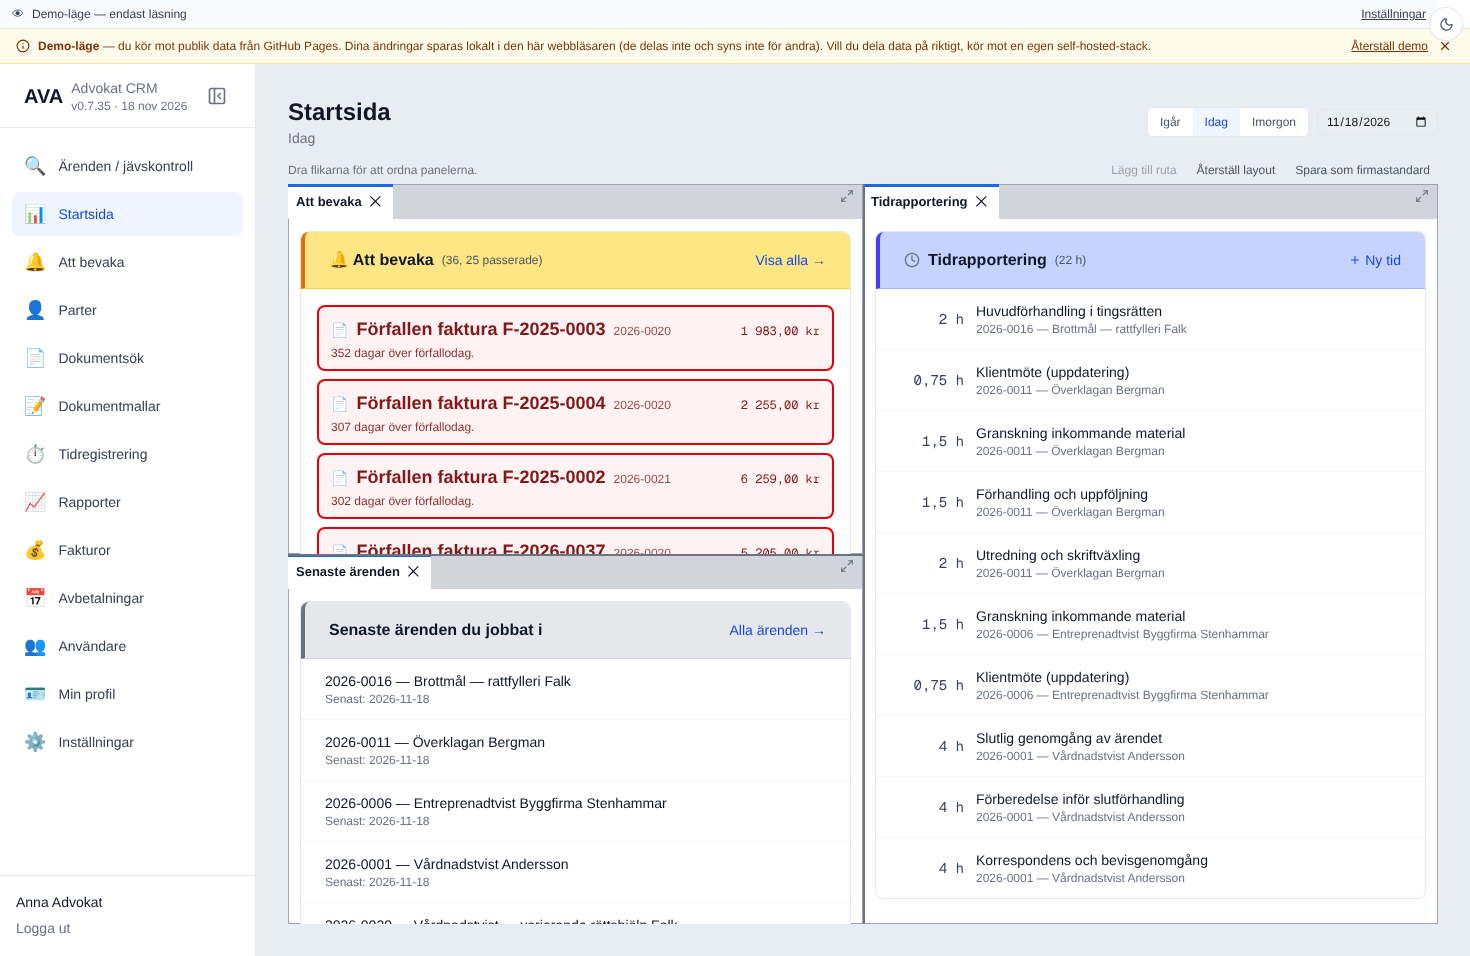 Demo-läge — endast läsning
Inställningar
Demo-läge — du kör mot publik data från GitHub Pages. Dina ändringar sparas lokalt i den här webbläsaren (de delas inte och syns inte för andra). Vill du dela data på riktigt, kör mot en egen self-hosted-stack.
Återställ demo
AVA Advokat CRM
v0.7.35 · 18 nov 2026
Ärenden / jävskontroll
Startsida
Att bevaka
Parter
Dokumentsök
Dokumentmallar
Tidregistrering
Rapporter
Fakturor
Avbetalningar
Användare
Min profil
Inställningar
Anna Advokat
Logga ut
Startsida
Idag
Igår Idag Imorgon 11/18/2026
Dra flikarna för att ordna panelerna.
Lägg till ruta Återställ layout Spara som firmastandard
Att bevaka
Att bevaka (36, 25 passerade) Visa alla →
Förfallen faktura F-2025-0003 2026-0020 1 983,00 kr
352 dagar över förfallodag.
Förfallen faktura F-2025-0004 2026-0020 2 255,00 kr
307 dagar över förfallodag.
Förfallen faktura F-2025-0002 2026-0021 6 259,00 kr
302 dagar över förfallodag.
Förfallen faktura F-2026-0037 2026-0020 5 205,00 kr
Senaste ärenden
Senaste ärenden du jobbat i Alla ärenden →
2026-0016 — Brottmål — rattfylleri Falk
Senast: 2026-11-18
2026-0011 — Överklagan Bergman
Senast: 2026-11-18
2026-0006 — Entreprenadtvist Byggfirma Stenhammar
Senast: 2026-11-18
2026-0001 — Vårdnadstvist Andersson
Senast: 2026-11-18
Tidrapportering
Tidrapportering (22 h) + Ny tid
2 h Huvudförhandling i tingsrätten
2026-0016 — Brottmål — rattfylleri Falk
0,75 h Klientmöte (uppdatering)
2026-0011 — Överklagan Bergman
1,5 h Granskning inkommande material
2026-0011 — Överklagan Bergman
1,5 h Förhandling och uppföljning
2026-0011 — Överklagan Bergman
2 h Utredning och skriftväxling
2026-0011 — Överklagan Bergman
1,5 h Granskning inkommande material
2026-0006 — Entreprenadtvist Byggfirma Stenhammar
0,75 h Klientmöte (uppdatering)
2026-0006 — Entreprenadtvist Byggfirma Stenhammar
4 h Slutlig genomgång av ärendet
2026-0001 — Vårdnadstvist Andersson
4 h Förberedelse inför slutförhandling
2026-0001 — Vårdnadstvist Andersson
4 h Korrespondens och bevisgenomgång
2026-0001 — Vårdnadstvist Andersson